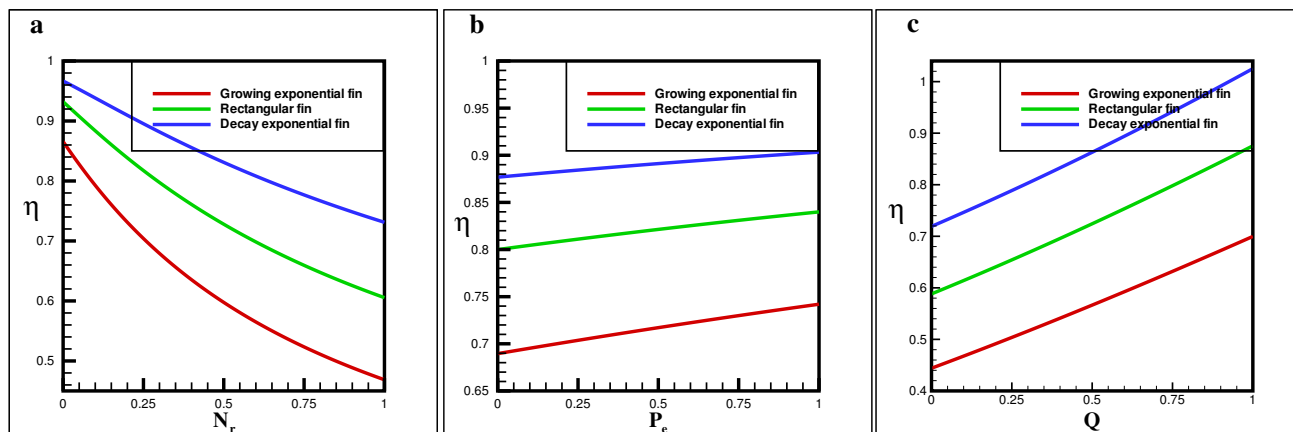 a
1
0.9
0.8
0.7
0.6
0.5
η
0
0.25
0.5
0.75
1
N_r
Growing exponential fin
Rectangular fin
Decay exponential fin
b
1
0.95
0.9
0.85
0.8
0.75
0.7
0.65
η
0
0.25
0.5
0.75
1
P_e
Growing exponential fin
Rectangular fin
Decay exponential fin
c
1
0.9
0.8
0.7
0.6
0.5
0.4
η
0
0.25
0.5
0.75
1
Q
Growing exponential fin
Rectangular fin
Decay exponential fin